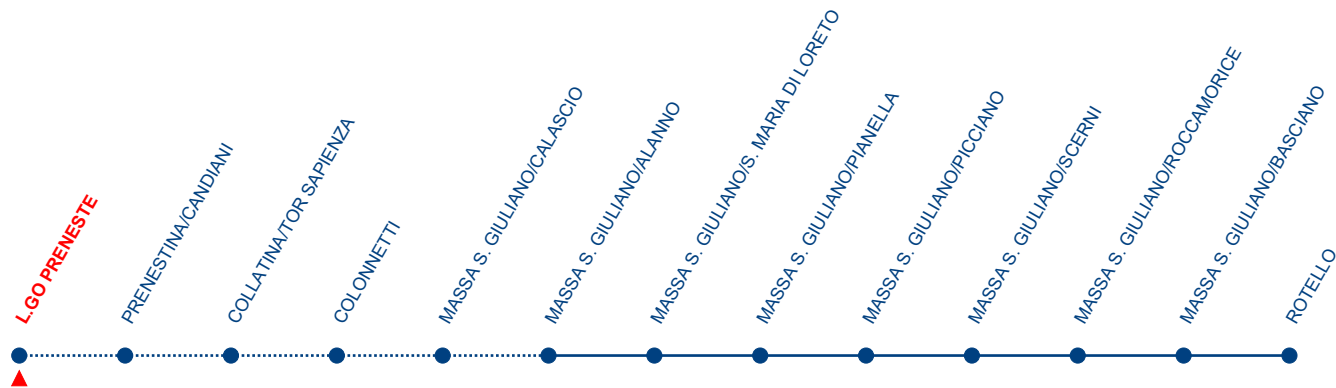 L.GO PRENESTE
PRENESTINA/CANDIANI
COLLATINA/TOR SAPIENZA
COLONNETTI
MASSA S. GIULIANO/CALASCIO
MASSA S. GIULIANO/ALANNO
MASSA S. GIULIANO/S. MARIA DI LORETO
MASSA S. GIULIANO/PIANELLA
MASSA S. GIULIANO/PICCIANO
MASSA S. GIULIANO/SCERNI
MASSA S. GIULIANO/ROCCAMORICE
MASSA S. GIULIANO/BASCIANO
ROTELLO